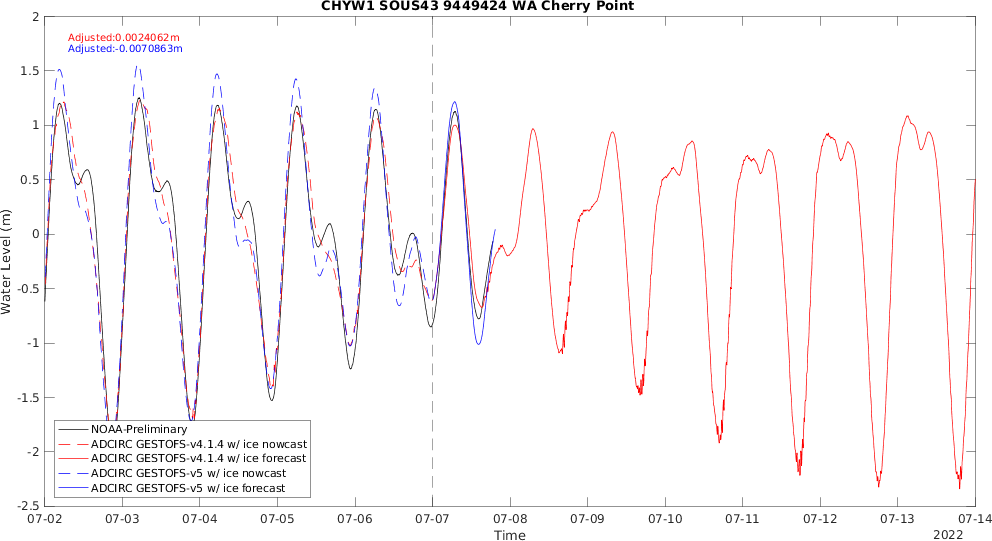 CHYW1 SOUS43 9449424 WA Cherry Point
Adjusted:0.0024062m
Adjusted:-0.0070863m
Water Level (m)
2
1.5
1
0.5
0
-0.5
-1
-1.5
-2
-2.5
NOAA-Preliminary
ADCIRC GESTOFS-v4.1.4 w/ ice nowcast
ADCIRC GESTOFS-v4.1.4 w/ ice forecast
ADCIRC GESTOFS-v5 w/ ice nowcast
ADCIRC GESTOFS-v5 w/ ice forecast
07-02 07-03 07-04 07-05 07-06 07-07 07-08 07-09 07-10 07-11 07-12 07-13 07-14
Time
2022